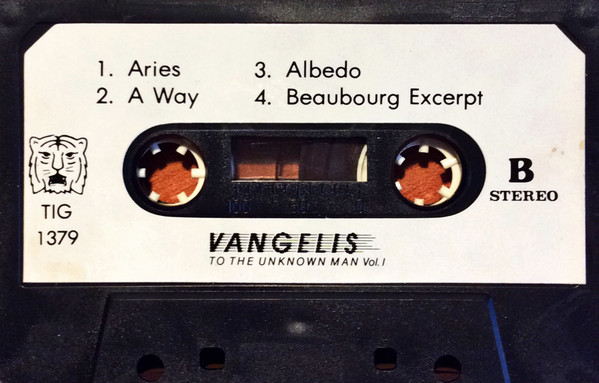 1. Aries
2. A Way
3. Albedo
4. Beaubourg Excerpt
TIG
1379
B
STEREO
VANGELIS
TO THE UNKNOWN MAN Vol. I